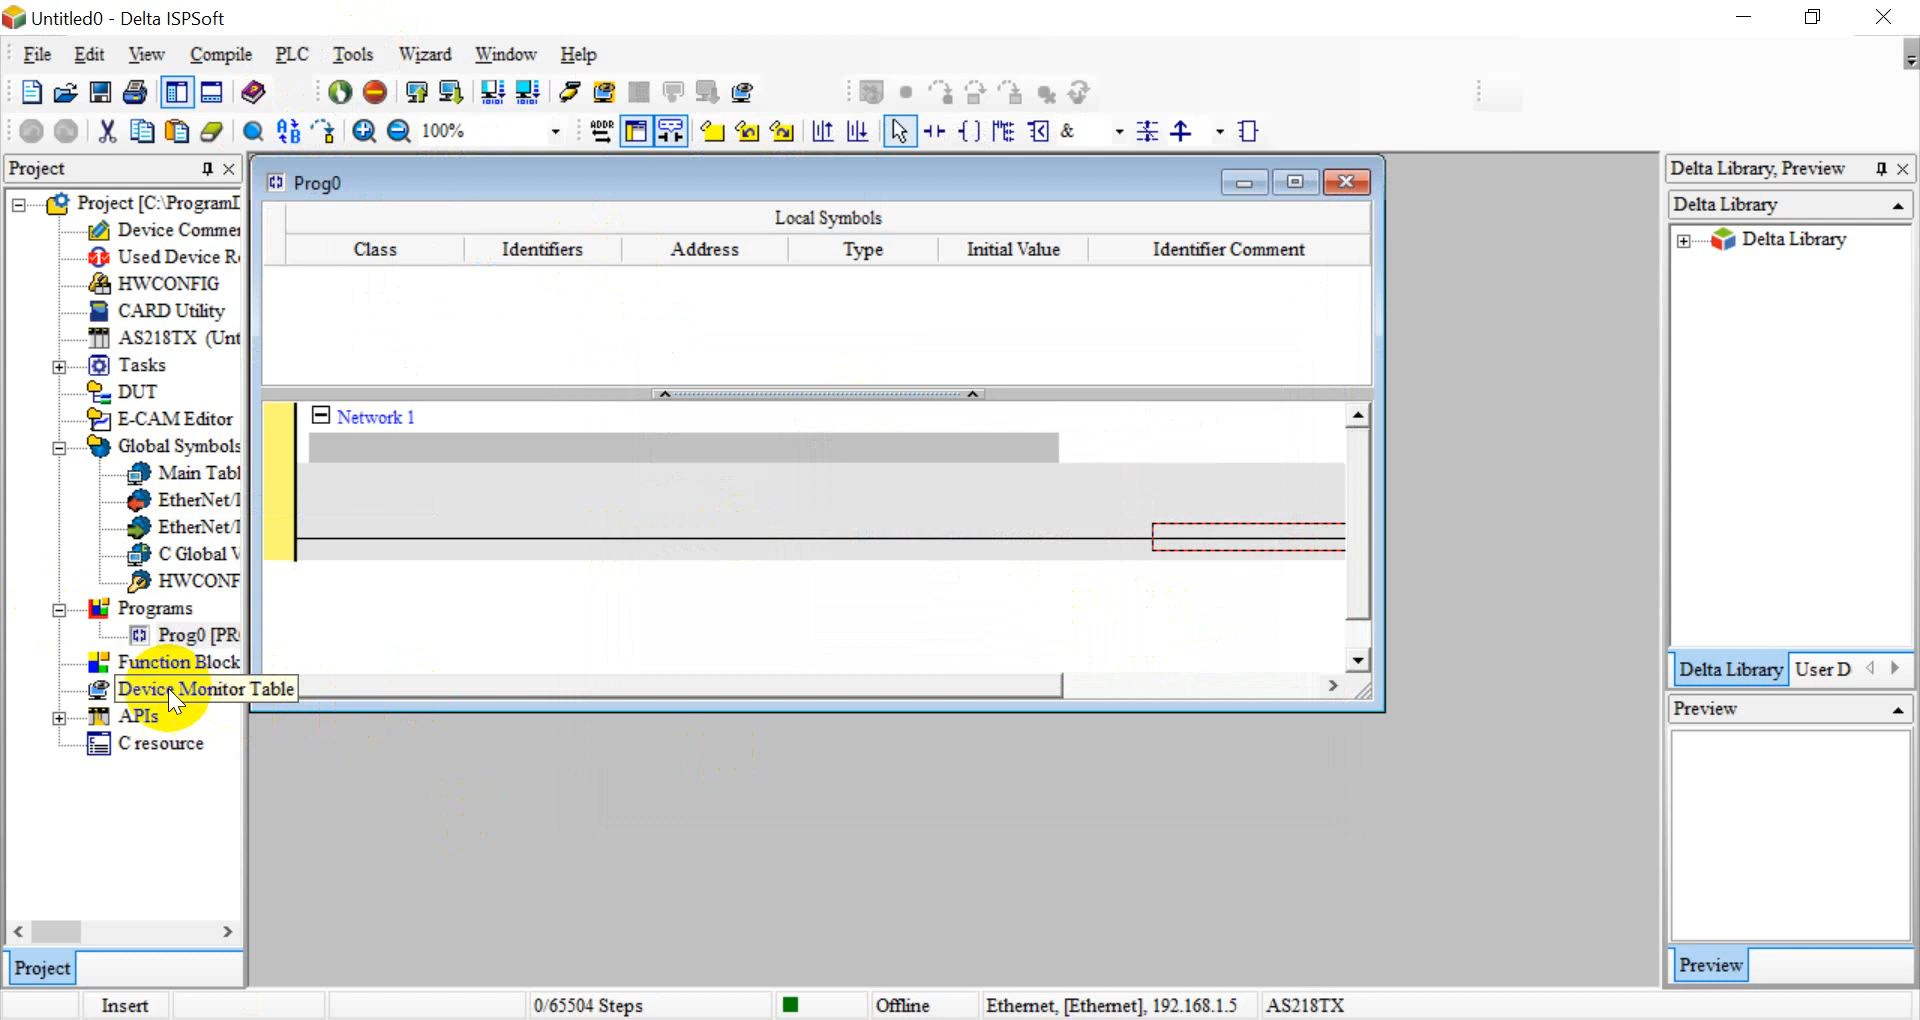 Untitled0 - Delta ISPSoft
File Edit View Compile PLC Tools Wizard Window Help
100%
ADDR
&
Project
Project [C:\ProgramD
Device Commen
Used Device Re
HWCONFIG
CARD Utility
AS218TX (Unt
Tasks
DUT
E-CAM Editor
Global Symbols
Main Tabl
EtherNet/I
EtherNet/I
C Global V
HWCONF
Programs
Prog0 [PR
Function Block
Device Monitor Table
APIs
C resource
Project
Prog0
Local Symbols
Class Identifiers Address Type Initial Value Identifier Comment
Network 1
Delta Library, Preview
Delta Library
Delta Library
Delta Library User D
Preview
Preview
Insert 0/65504 Steps Offline Ethernet, [Ethernet], 192.168.1.5 AS218TX